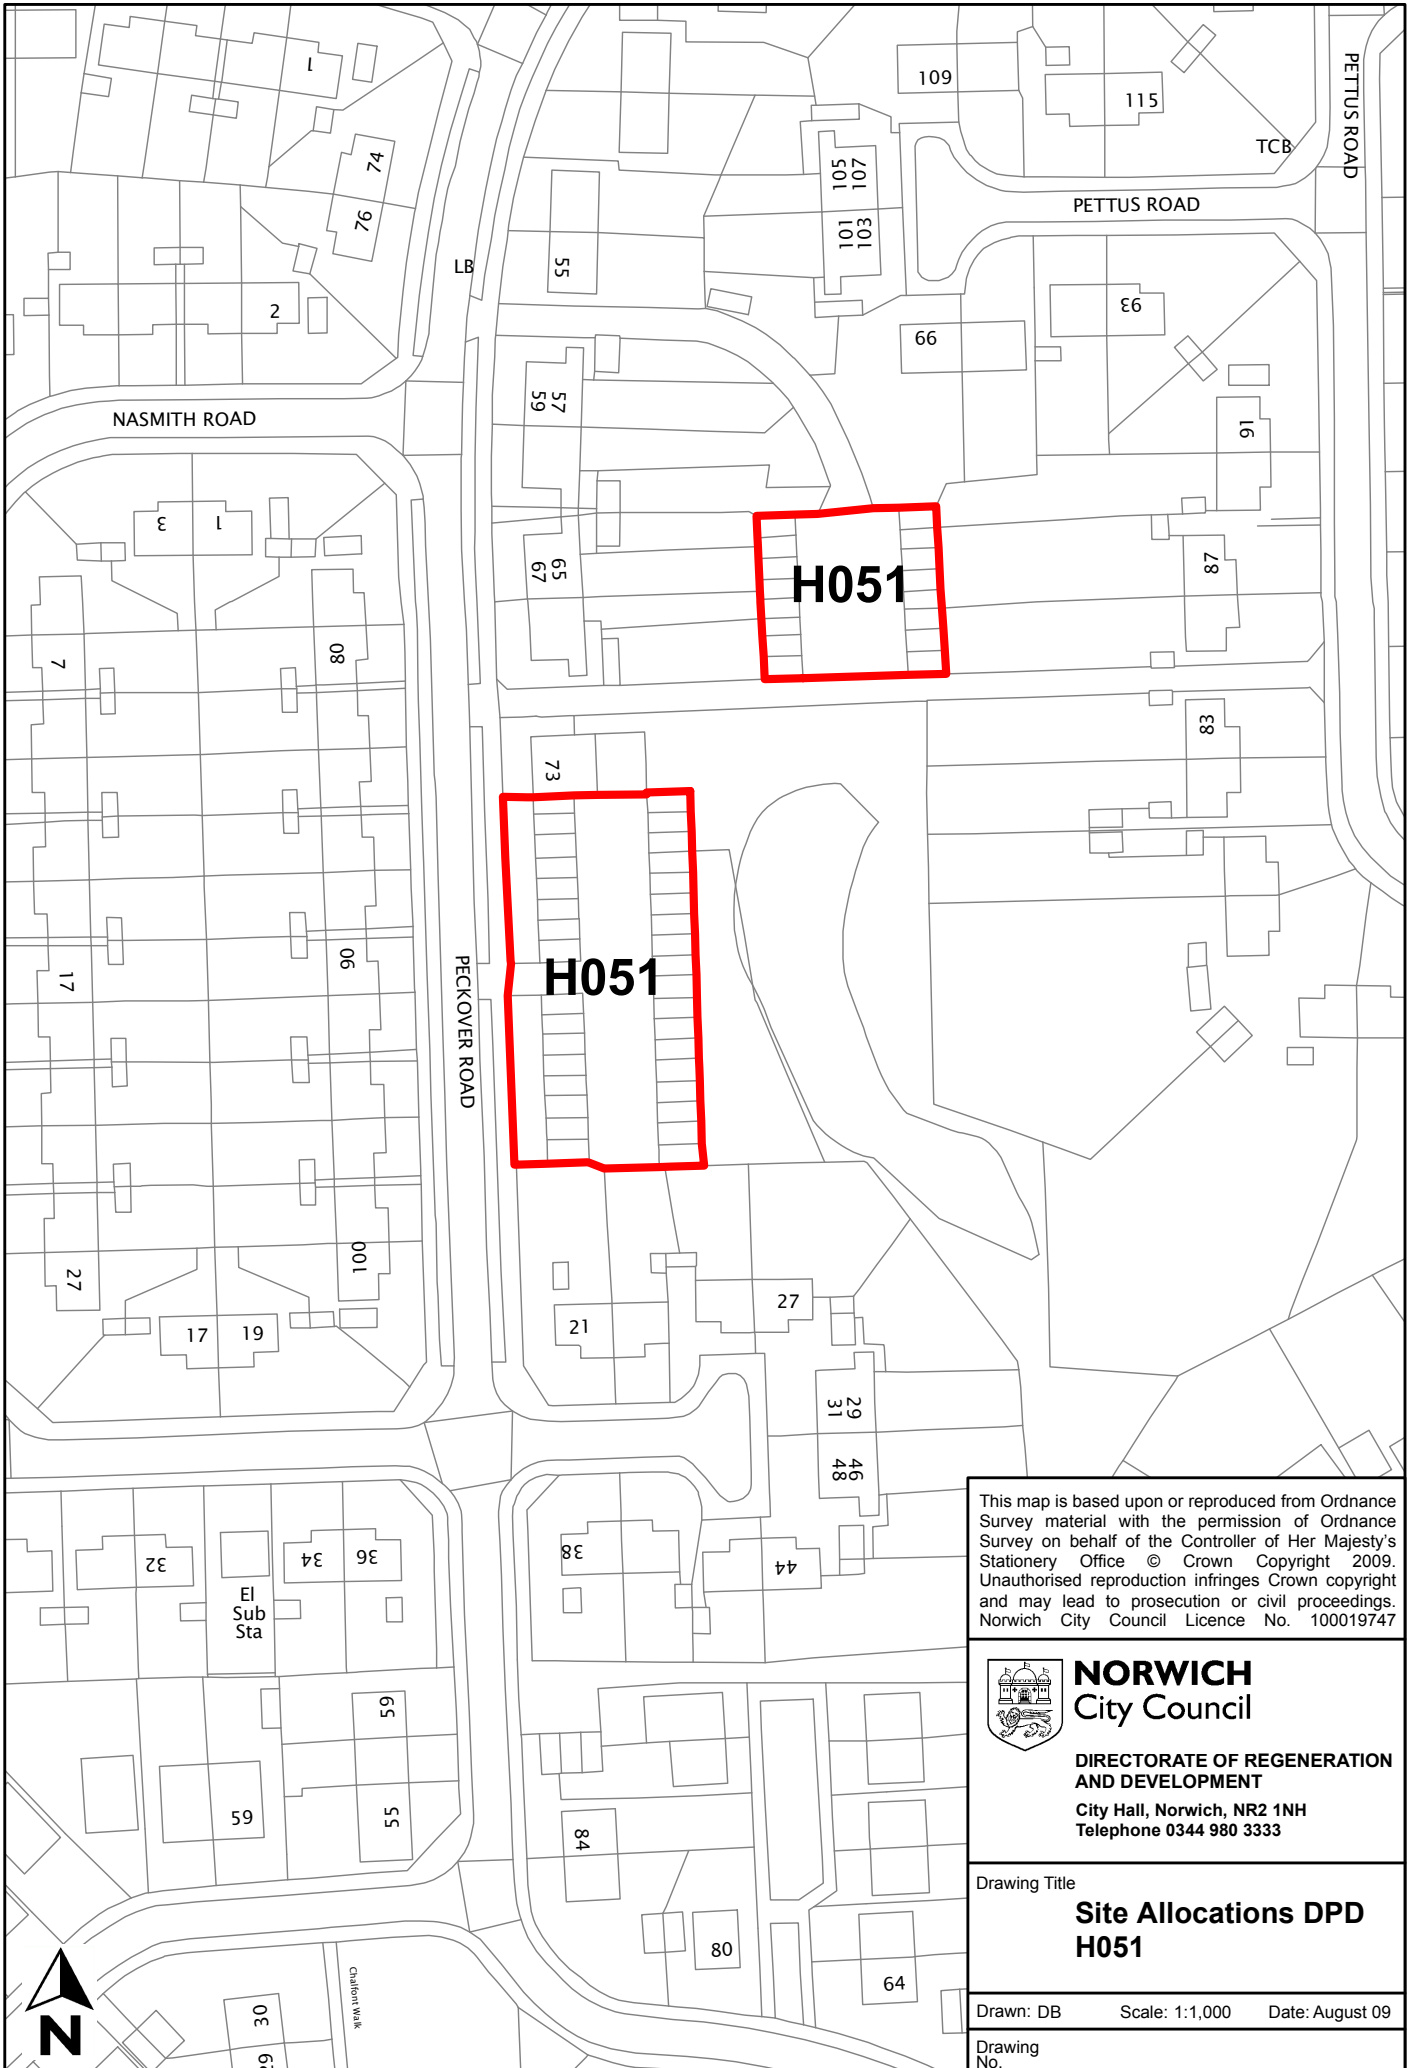 1
109
115
PETTUS ROAD
TCB
74
76
105
107
PETTUS ROAD
101
103
LB
55
2
93
66
59
57
91
NASMITH ROAD
3
1
67
65
H051
87
7
80
83
73
17
90
PECKOVER ROAD
H051
27
100
17
19
21
27
31
29
48
46
32
34
36
38
44
El
Sub
Sta
59
55
65
84
80
64
30
Chalfont Walk
This map is based upon or reproduced from Ordnance
Survey material with the permission of Ordnance
Survey on behalf of the Controller of Her Majesty's
Stationery Office © Crown Copyright 2009.
Unauthorised reproduction infringes Crown copyright
and may lead to prosecution or civil proceedings.
Norwich City Council Licence No. 100019747
NORWICH
City Council
DIRECTORATE OF REGENERATION
AND DEVELOPMENT
City Hall, Norwich, NR2 1NH
Telephone 0344 980 3333
Drawing Title
Site Allocations DPD
H051
Drawn: DB Scale: 1:1,000 Date: August 09
Drawing
No.
N